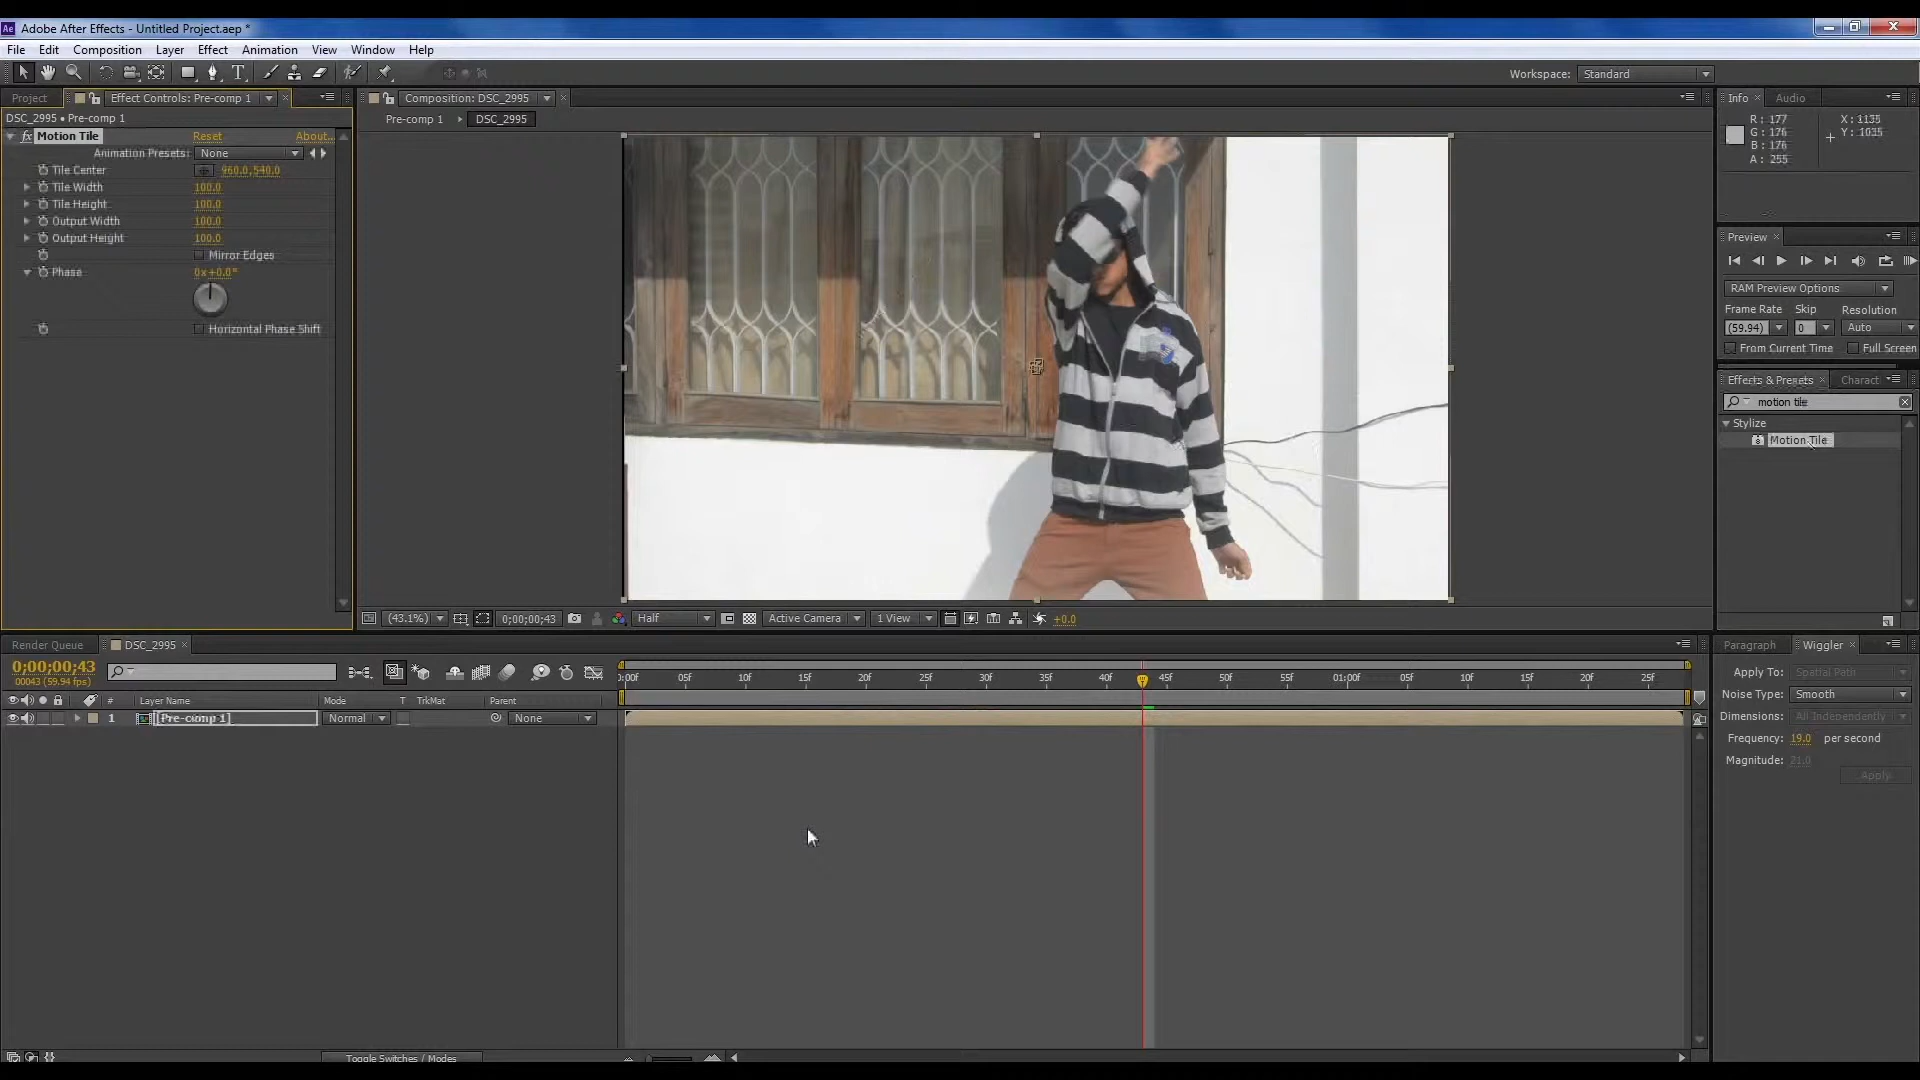 Ae Adobe After Effects - Untitled Project.aep *
File Edit Composition Layer Effect Animation View Window Help
Workspace: Standard
Project Effect Controls: Pre-comp 1
Composition: DSC_2995
Info Audio
DSC_2995 • Pre-comp 1
Pre-comp 1 DSC_2995
R: 177
G: 176
B: 176
A: 255
X: 1135
Y: 1035
fx Motion Tile Reset About...
Animation Presets: None
Tile Center 960.0, 540.0
Tile Width 100.0
Tile Height 100.0
Output Width 100.0
Output Height 100.0
Mirror Edges
Phase 0x+0.0°
Horizontal Phase Shift
Preview
RAM Preview Options
Frame Rate Skip Resolution
(59.94) 0 Auto
From Current Time Full Screen
Effects & Presets Charact
motion tile
Stylize
Motion Tile
(43.1%) 0;00;00;43 Half Active Camera 1 View +0.0
Render Queue DSC_2995
0;00;00;43
00043 (59.94 fps)
# Layer Name Mode T TrkMat Parent
1 [Pre-comp 1] Normal None
0:00f 05f 10f 15f 20f 25f 30f 35f 40f 45f 50f 55f 01:00f 05f 10f 15f 20f 25f
Toggle Switches / Modes
Paragraph Wiggler
Apply To: Spatial Path
Noise Type: Smooth
Dimensions: All Independently
Frequency: 19.0 per second
Magnitude: 21.0
Apply